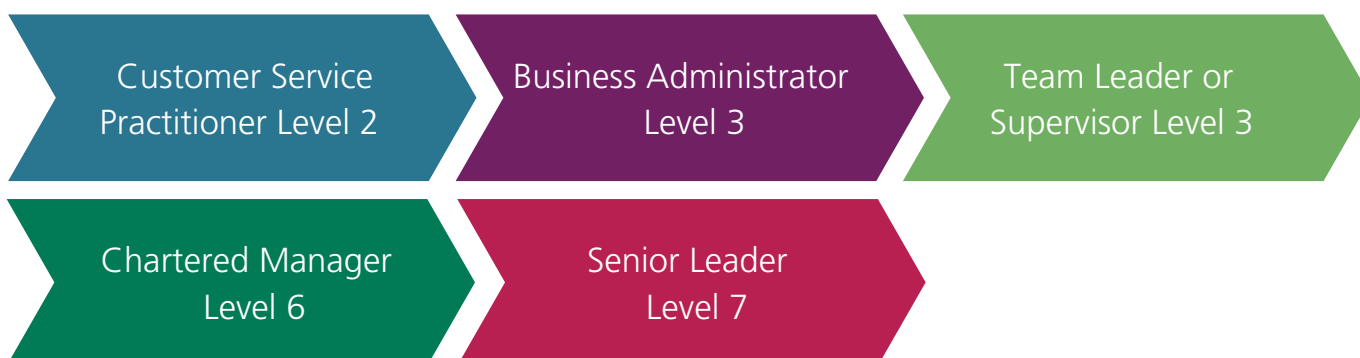 Customer Service
Practitioner Level 2
Business Administrator
Level 3
Team Leader or
Supervisor Level 3
Chartered Manager
Level 6
Senior Leader
Level 7